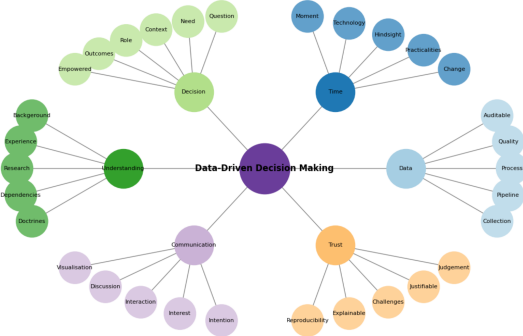 Question
Need
Context
Role
Outcomes
Empowered
Decision
Moment
Technology
Hindsight
Practicalities
Change
Time
Background
Experience
Research
Dependencies
Doctrines
Understanding
Data-Driven Decision Making
Data
Auditable
Quality
Process
Pipeline
Collection
Communication
Visualisation
Discussion
Interaction
Interest
Intention
Trust
Judgement
Justifiable
Challenges
Explainable
Reproducibility